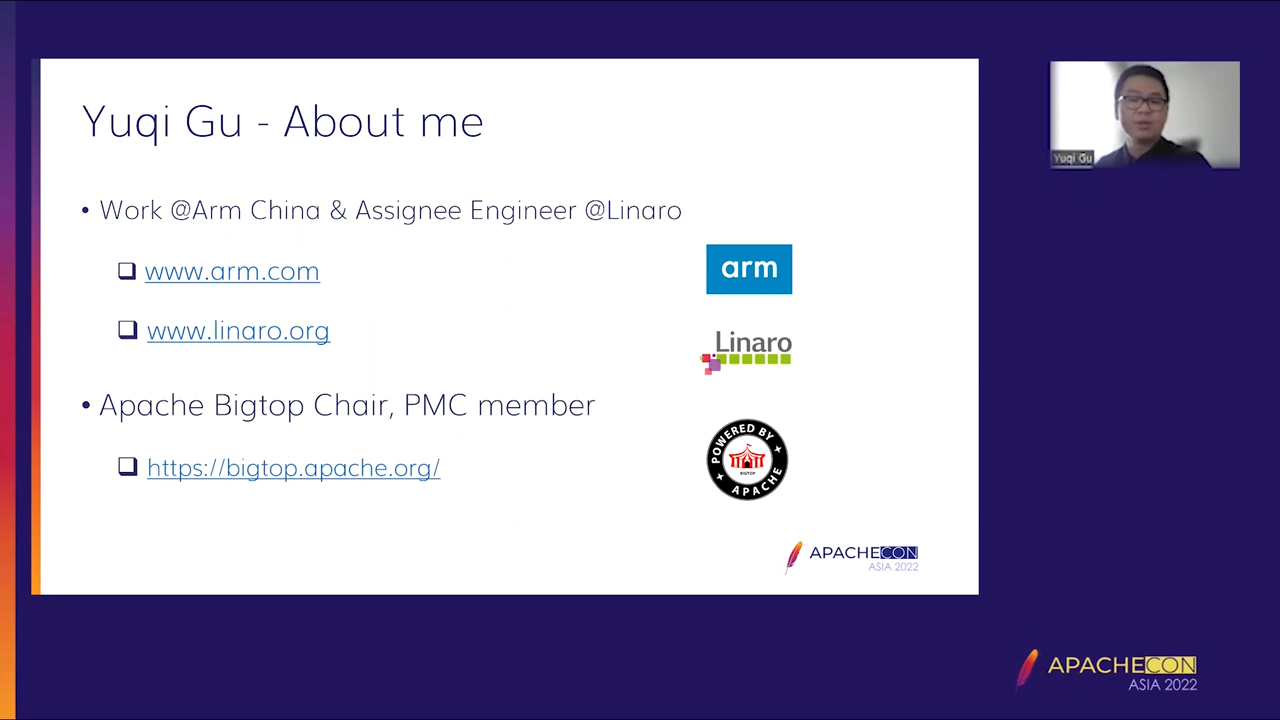 Yuqi Gu - About me
• Work @Arm China & Assignee Engineer @Linaro
❑ www.arm.com
❑ www.linaro.org
• Apache Bigtop Chair, PMC member
❑ https://bigtop.apache.org/
arm
Linaro
POWERED BY
BIGTOP
APACHE
APACHECON
ASIA 2022
Yuqi Gu
APACHECON
ASIA 2022